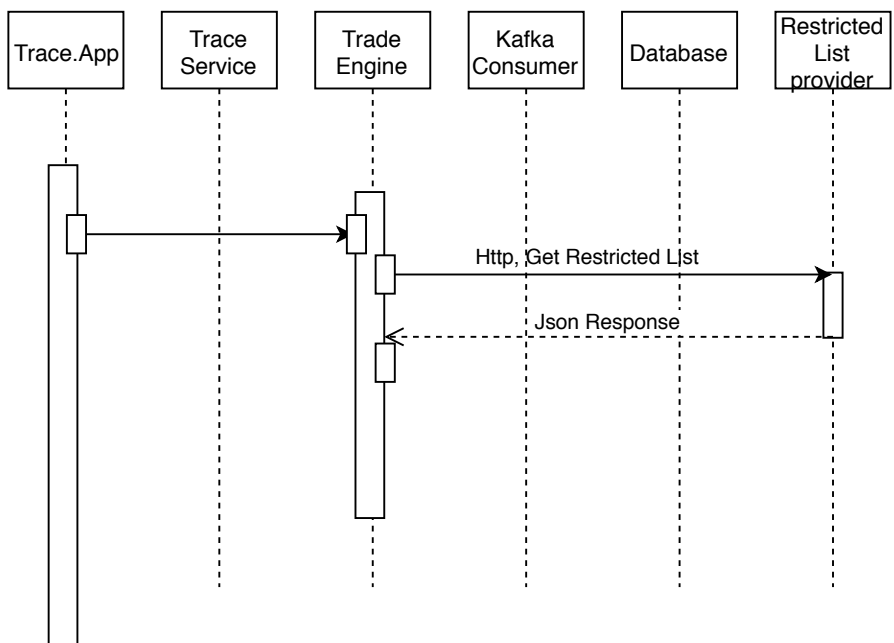 Trace.App
Trace
Service
Trade
Engine
Kafka
Consumer
Database
Restricted
List
provider
Http, Get Restricted List
Json Response